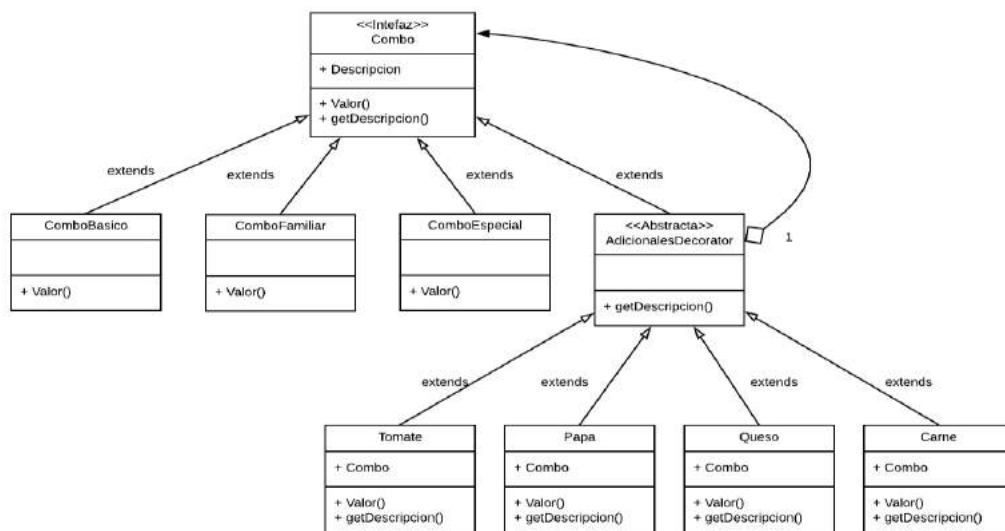 <<Intefaz>>
Combo
+ Descripcion
+ Valor()
+ getDescripcion()
extends
extends
extends
extends
ComboBasico
+ Valor()
ComboFamiliar
+ Valor()
ComboEspecial
+ Valor()
<<Abstracta>>
AdicionalesDecorator
+ getDescripcion()
1
extends
extends
extends
extends
Tomate
+ Combo
+ Valor()
+ getDescripcion()
Papa
+ Combo
+ Valor()
+ getDescripcion()
Queso
+ Combo
+ Valor()
+ getDescripcion()
Carne
+ Combo
+ Valor()
+ getDescripcion()